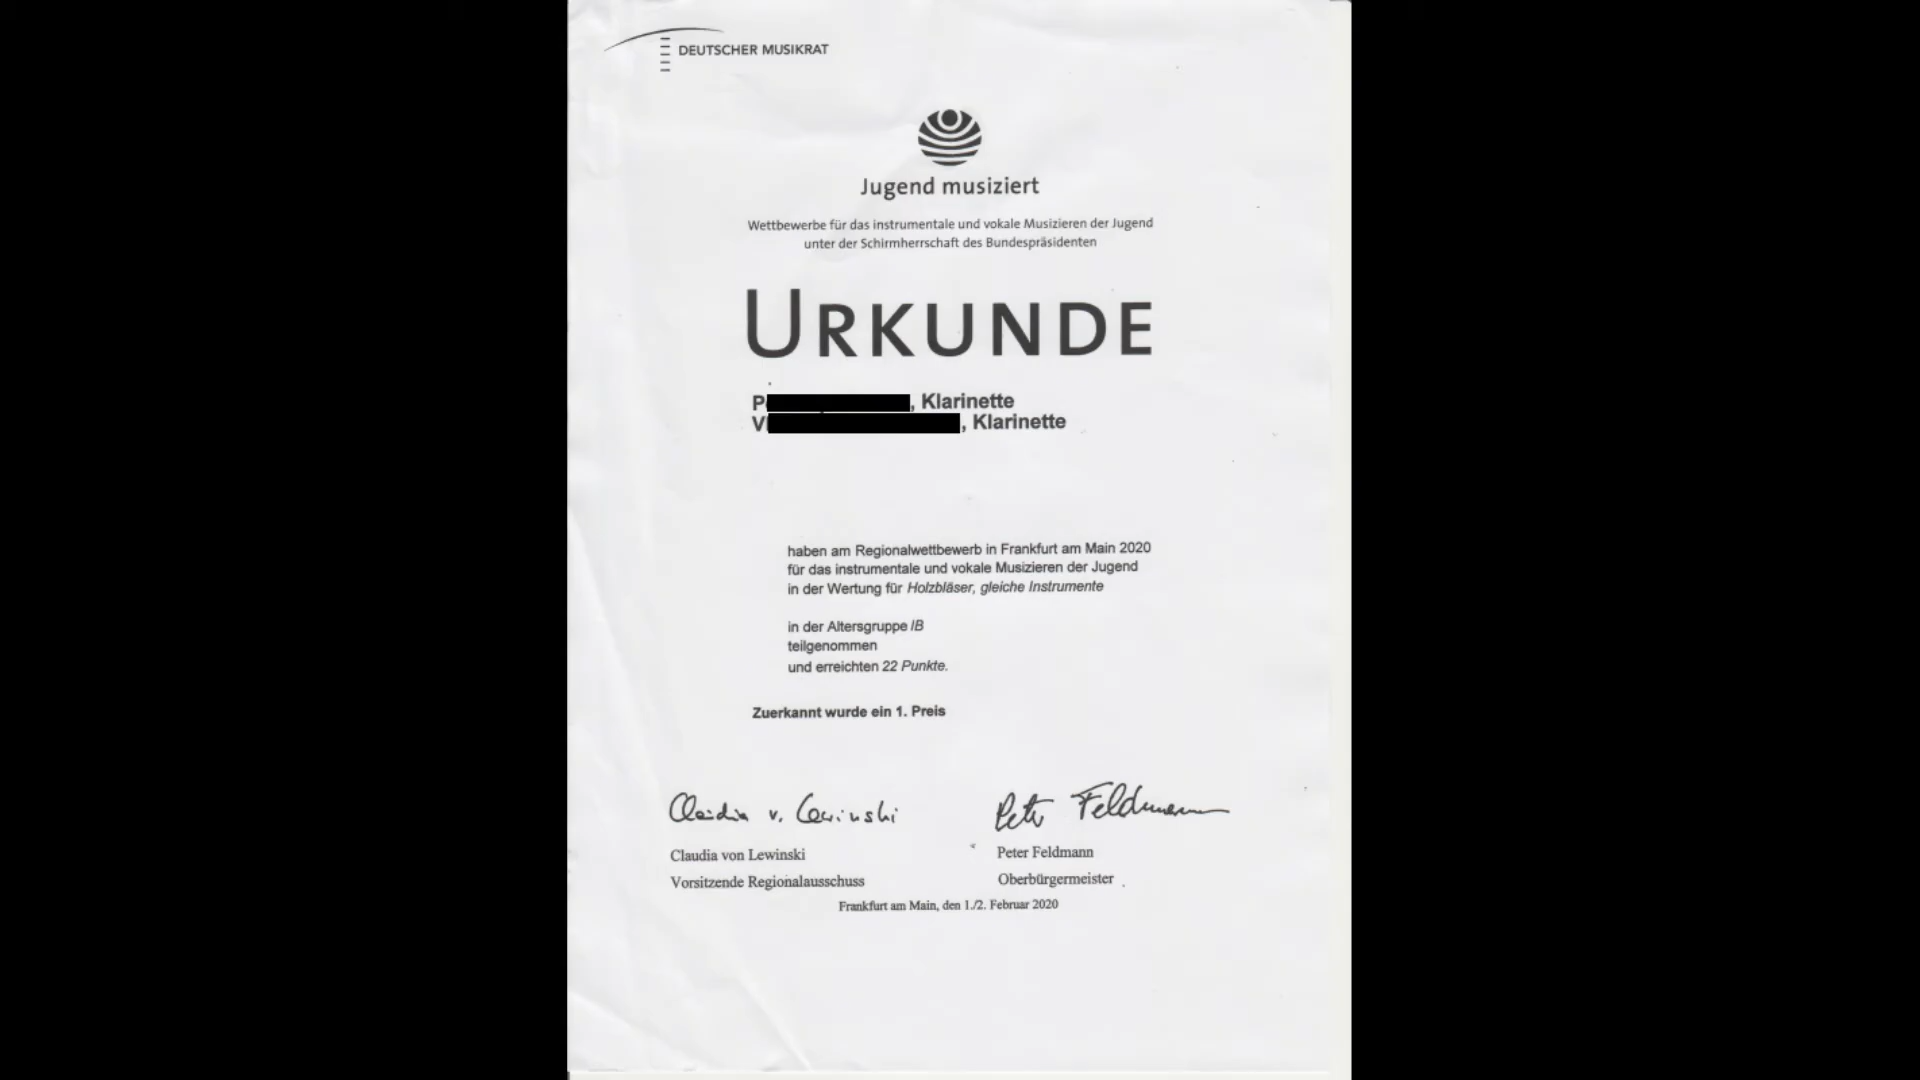 DEUTSCHER MUSIKRAT
Jugend musiziert
Wettbewerbe für das instrumentale und vokale Musizieren der Jugend
unter der Schirmherrschaft des Bundespräsidenten
URKUNDE
, Klarinette
, Klarinette
haben am Regionalwettbewerb in Frankfurt am Main 2020
für das instrumentale und vokale Musizieren der Jugend
in der Wertung für Holzbläser, gleiche Instrumente
in der Altersgruppe IB
teilgenommen
und erreichten 22 Punkte.
Zuerkannt wurde ein 1. Preis
Claudia v. Lewinski
Peter Feldmann
Claudia von Lewinski
Peter Feldmann
Vorsitzende Regionalausschuss
Oberbürgermeister
Frankfurt am Main, den 1./2. Februar 2020